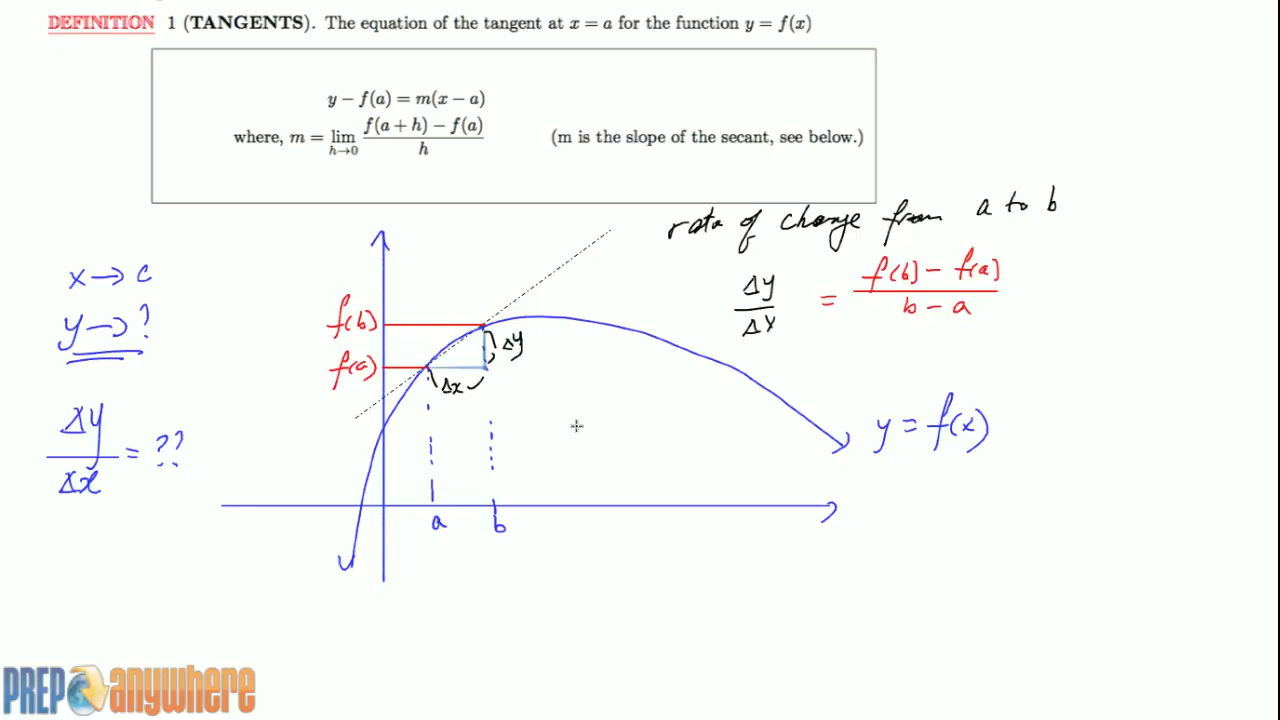 DEFINITION 1 (TANGENTS). The equation of the tangent at x = a for the function y = f(x)
y − f(a) = m(x − a)
where, m = lim h→0 f(a + h) − f(a) / h (m is the slope of the secant, see below.)
rate of change from a to b
Δy/Δx = f(b) − f(a) / b − a
x → c
y → ?
Δy/Δx = ??
f(b)
f(a)
Δy
Δx
y = f(x)
a
b
PREP anywhere